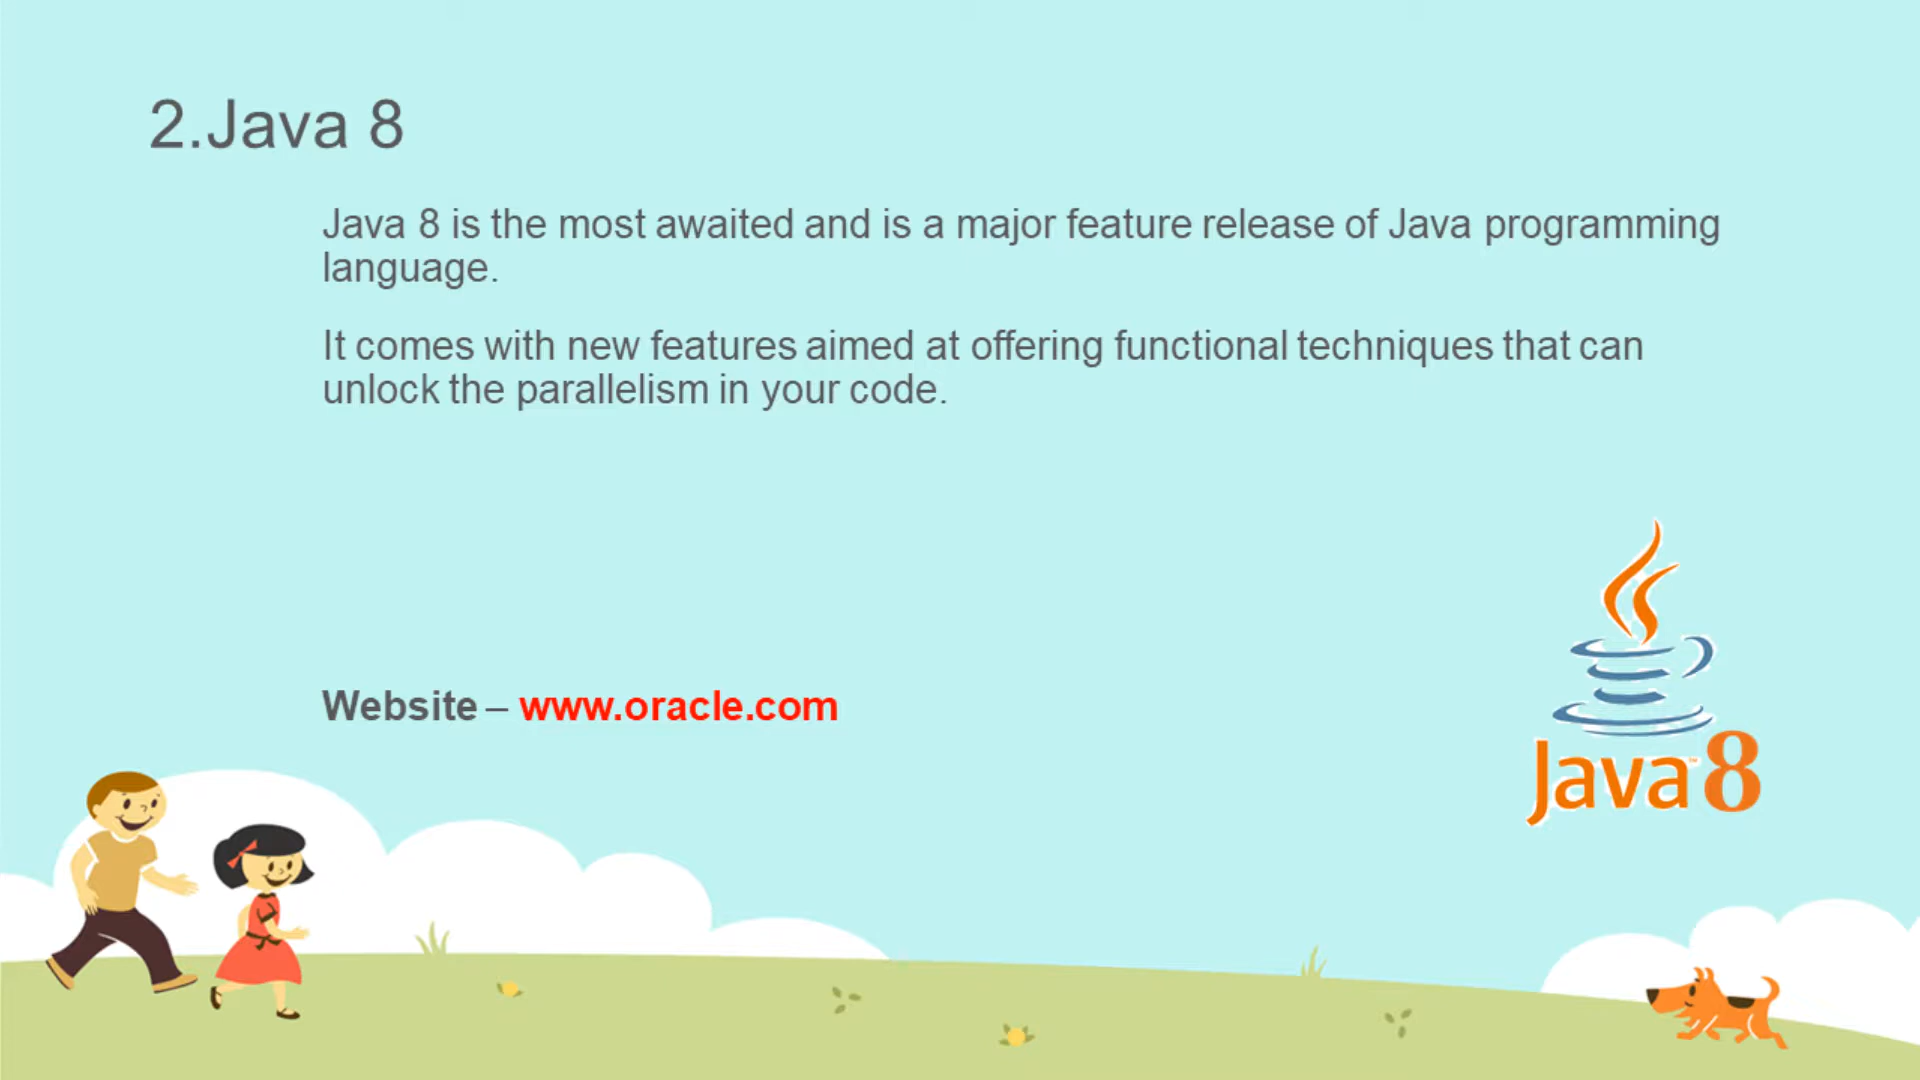 2.Java 8
Java 8 is the most awaited and is a major feature release of Java programming
language.
It comes with new features aimed at offering functional techniques that can
unlock the parallelism in your code.
Website – www.oracle.com
Java™ 8